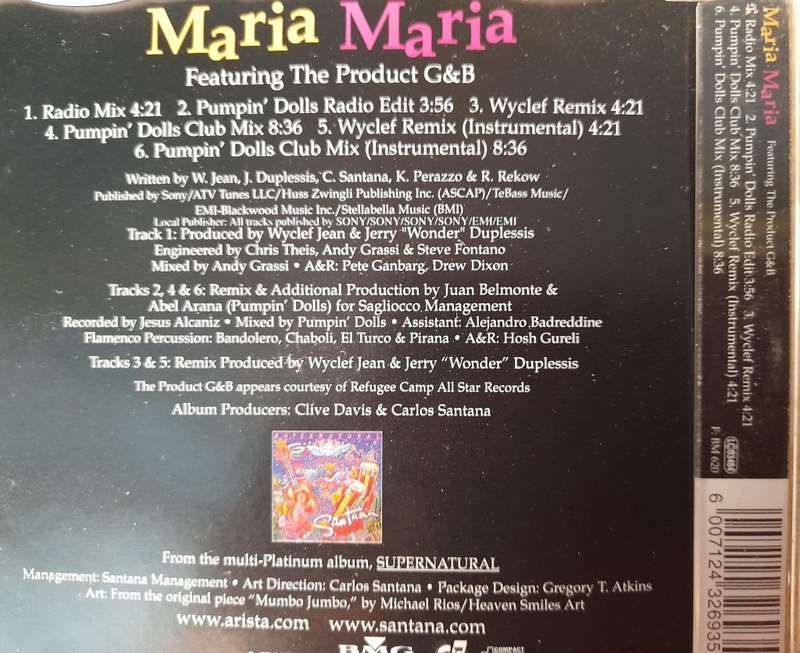 Maria Maria
Featuring The Product G&B
1. Radio Mix 4:21 2. Pumpin' Dolls Radio Edit 3:56 3. Wyclef Remix 4:21
4. Pumpin' Dolls Club Mix 8:36 5. Wyclef Remix (Instrumental) 4:21
6. Pumpin' Dolls Club Mix (Instrumental) 8:36
Written by W. Jean, J. Duplessis, C. Santana, K. Perazzo & R. Rekow
Published by Sony/ATV Tunes LLC/Huss Zwingli Publishing Inc. (ASCAP)/TeBass Music/
EMI-Blackwood Music Inc./Stellabella Music (BMI)
Local Publisher: All tracks published by SONY/SONY/SONY/SONY/EMI/EMI
Track 1: Produced by Wyclef Jean & Jerry "Wonder" Duplessis
Engineered by Chris Theis, Andy Grassi & Steve Fontano
Mixed by Andy Grassi • A&R: Pete Ganbarg, Drew Dixon
Tracks 2, 4 & 6: Remix & Additional Production by Juan Belmonte &
Abel Arana (Pumpin' Dolls) for Sagliocco Management
Recorded by Jesus Alcaniz • Mixed by Pumpin' Dolls • Assistant: Alejandro Badreddine
Flamenco Percussion: Bandolero, Chaboli, El Turco & Pirana • A&R: Hosh Gureli
Tracks 3 & 5: Remix Produced by Wyclef Jean & Jerry "Wonder" Duplessis
The Product G&B appears courtesy of Refugee Camp All Star Records
Album Producers: Clive Davis & Carlos Santana
Santana
From the multi-Platinum album, SUPERNATURAL
Management: Santana Management • Art Direction: Carlos Santana • Package Design: Gregory T. Atkins
Art: From the original piece "Mumbo Jumbo," by Michael Rios/Heaven Smiles Art
www.arista.com www.santana.com
BMG
COMPACT
Maria Maria Featuring The Product G&B
Radio Mix 4:21 2. Pumpin' Dolls Radio Edit 3:56 3. Wyclef Remix 4:21
4. Pumpin' Dolls Club Mix 8:36 5. Wyclef Remix (Instrumental) 4:21
6. Pumpin' Dolls Club Mix (Instrumental) 8:36
LC 03484
F: BM 620
6 007124 326935